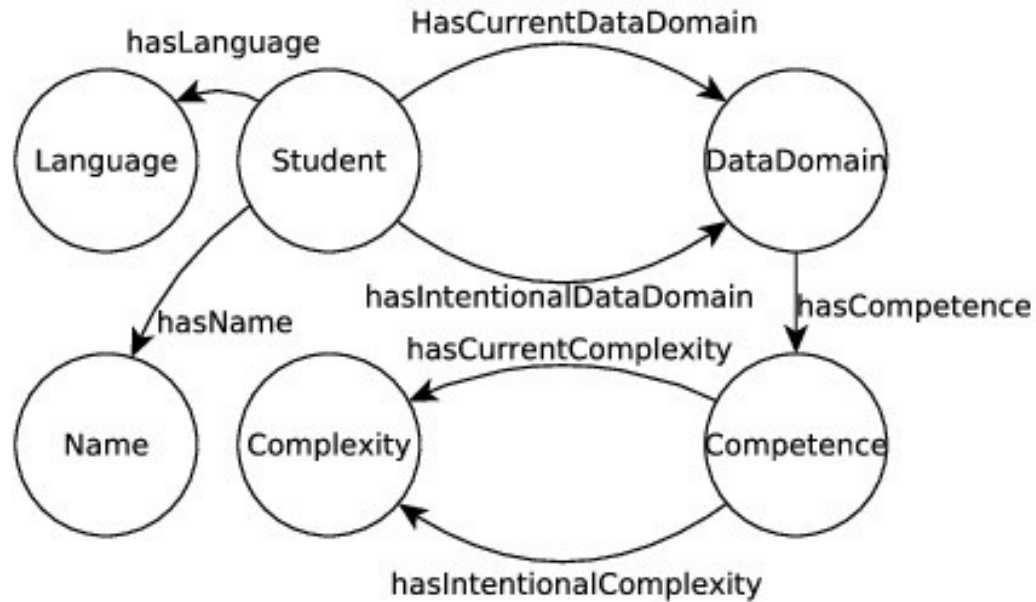 HasCurrentDataDomain
hasLanguage
Language
Student
DataDomain
hasIntentionalDataDomain
hasCompetence
hasName
hasCurrentComplexity
Name
Complexity
Competence
hasIntentionalComplexity